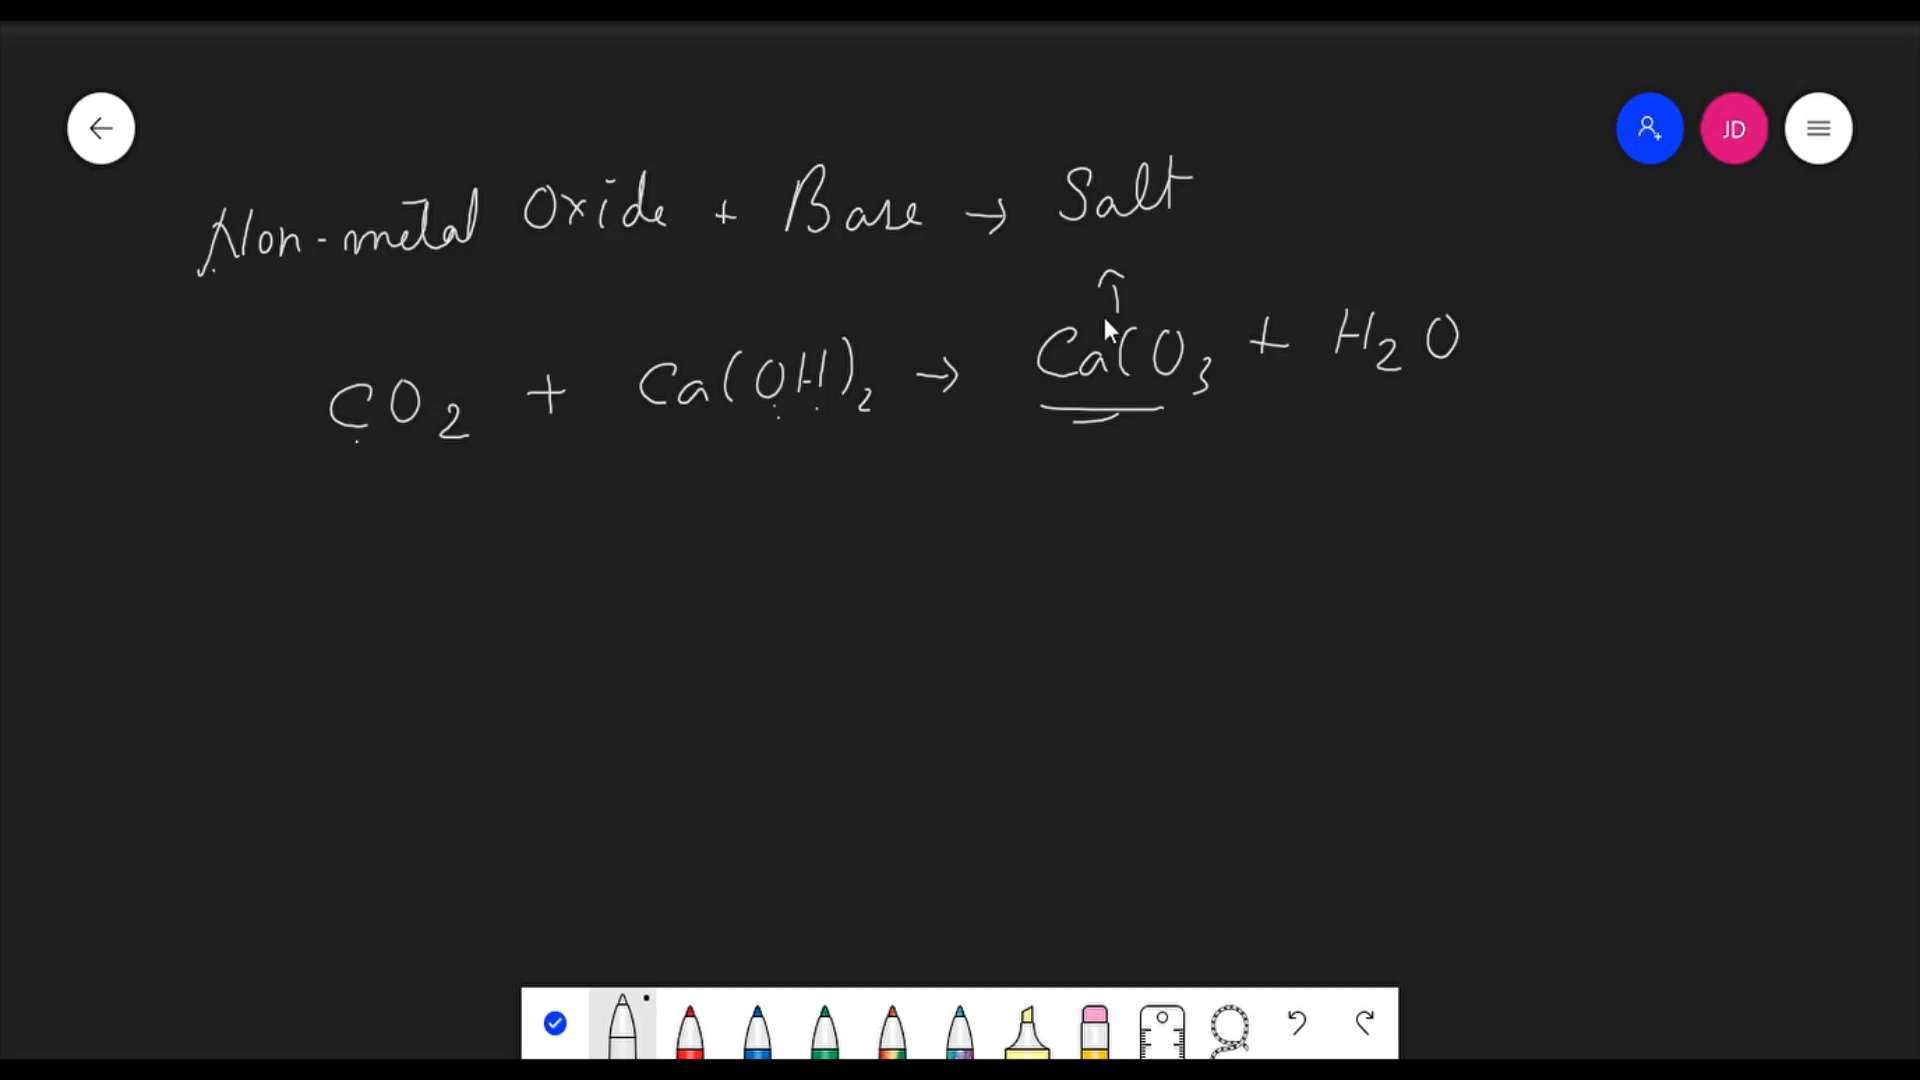 JD
Non-metal Oxide + Base → Salt
↑
CO₂ + Ca(OH)₂ → CaCO₃ + H₂O